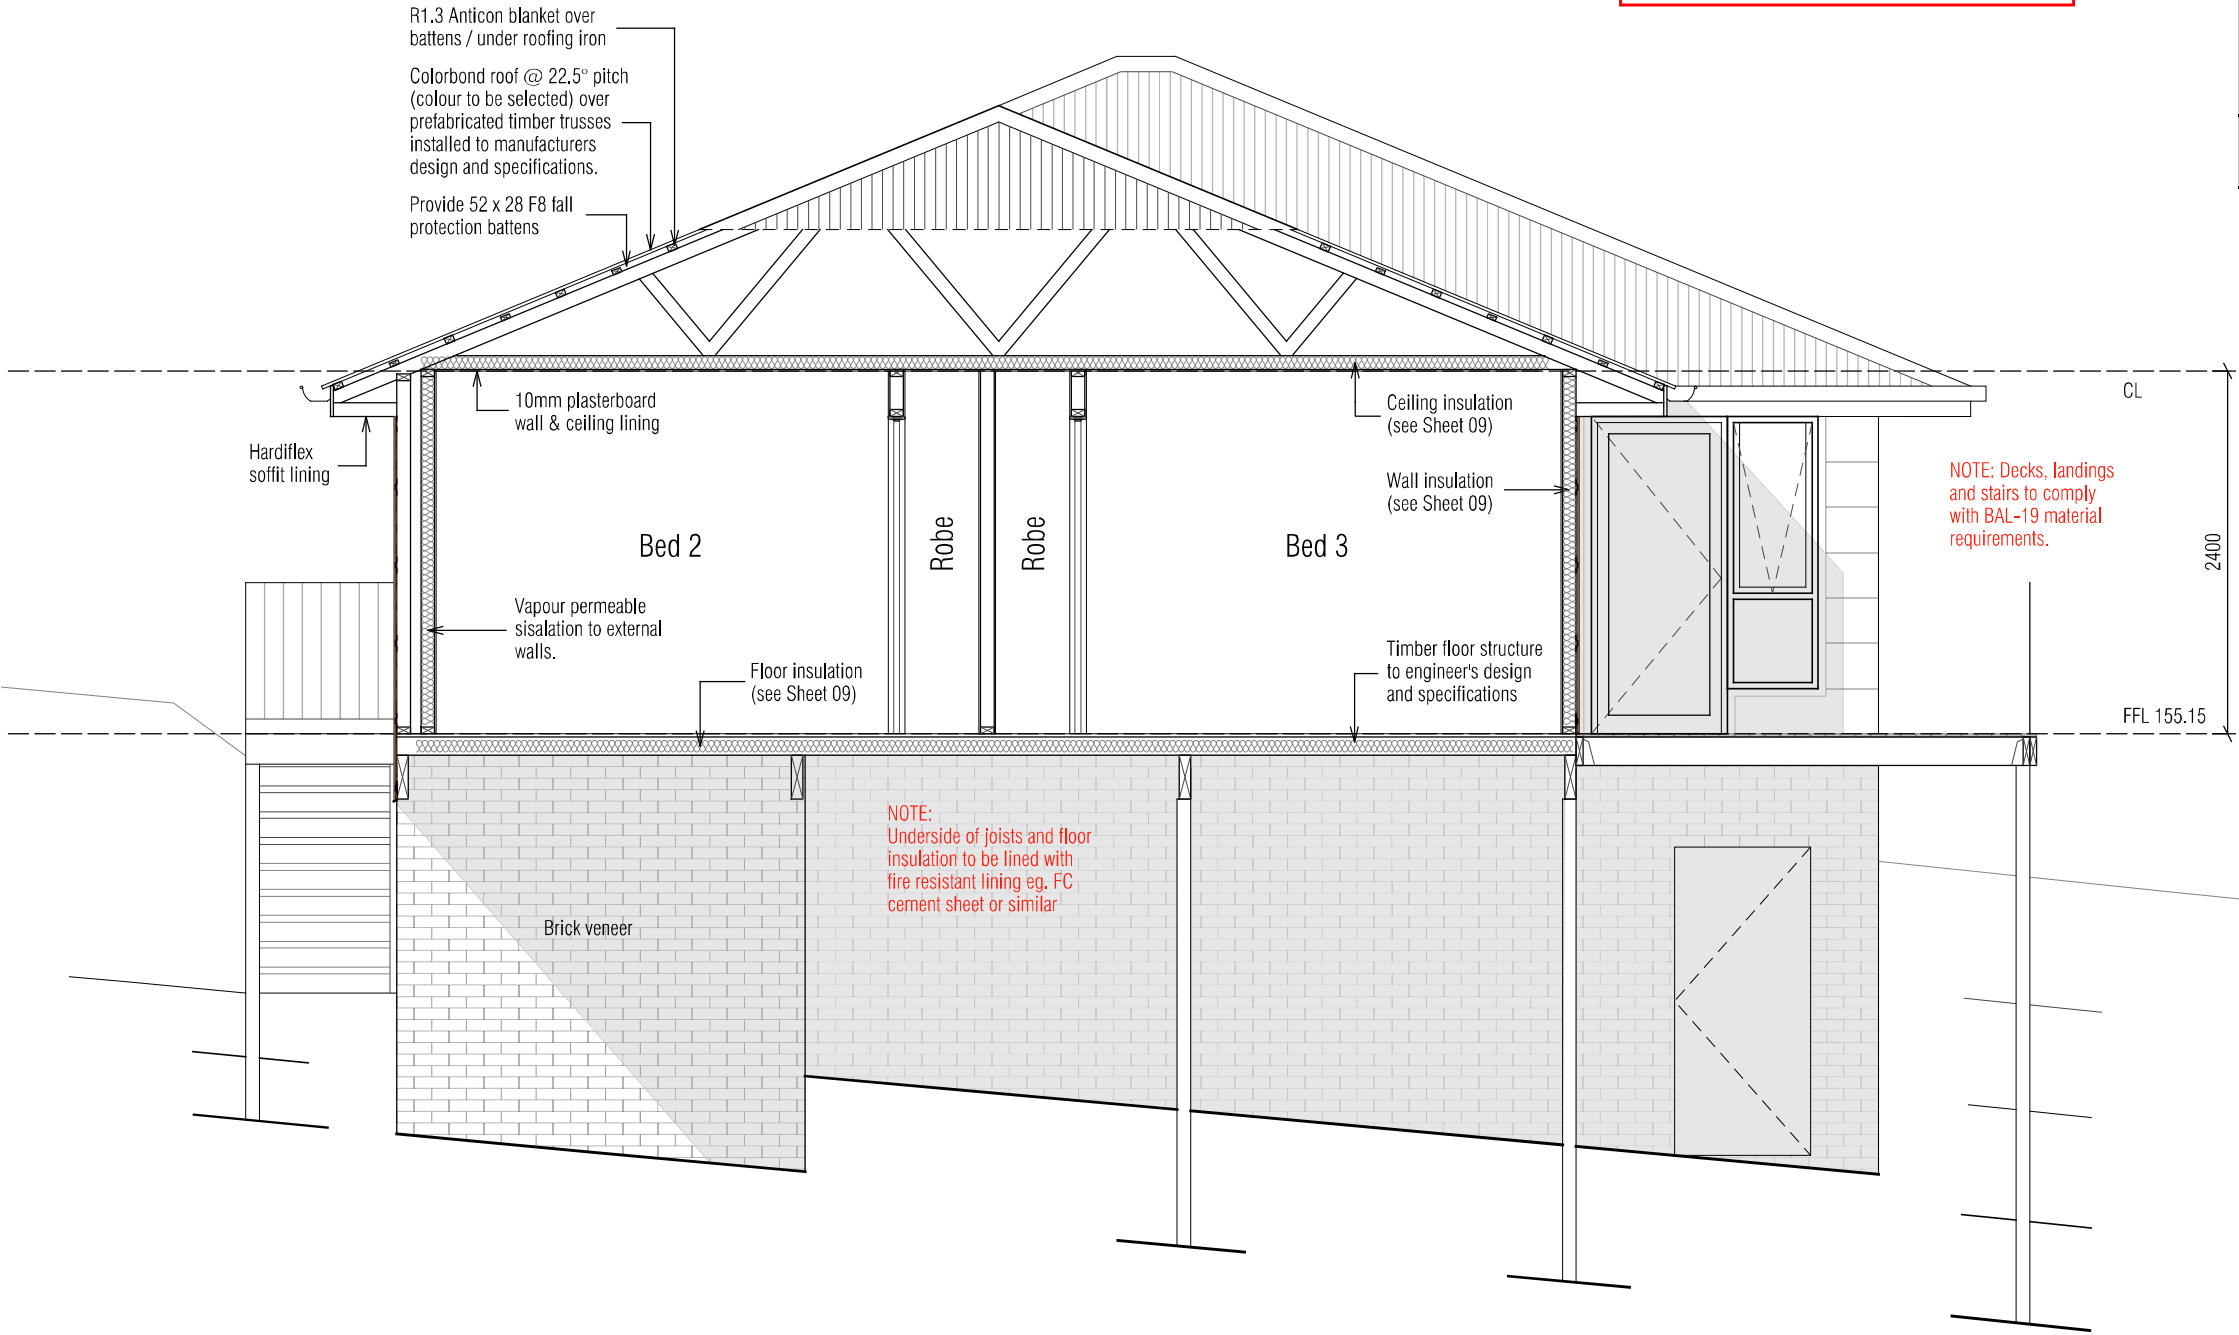 R1.3 Anticon blanket over
battens / under roofing iron
Colorbond roof @ 22.5° pitch
(colour to be selected) over
prefabricated timber trusses
installed to manufacturers
design and specifications.
Provide 52 x 28 F8 fall
protection battens
CL
10mm plasterboard
wall & ceiling lining
Ceiling insulation
(see Sheet 09)
Hardiflex
soffit lining
Wall insulation
(see Sheet 09)
NOTE: Decks, landings
and stairs to comply
with BAL-19 material
requirements.
Bed 2
Robe
Robe
Bed 3
2400
Vapour permeable
sisalation to external
walls.
Floor insulation
(see Sheet 09)
Timber floor structure
to engineer's design
and specifications
FFL 155.15
NOTE:
Underside of joists and floor
insulation to be lined with
fire resistant lining eg. FC
cement sheet or similar
Brick veneer